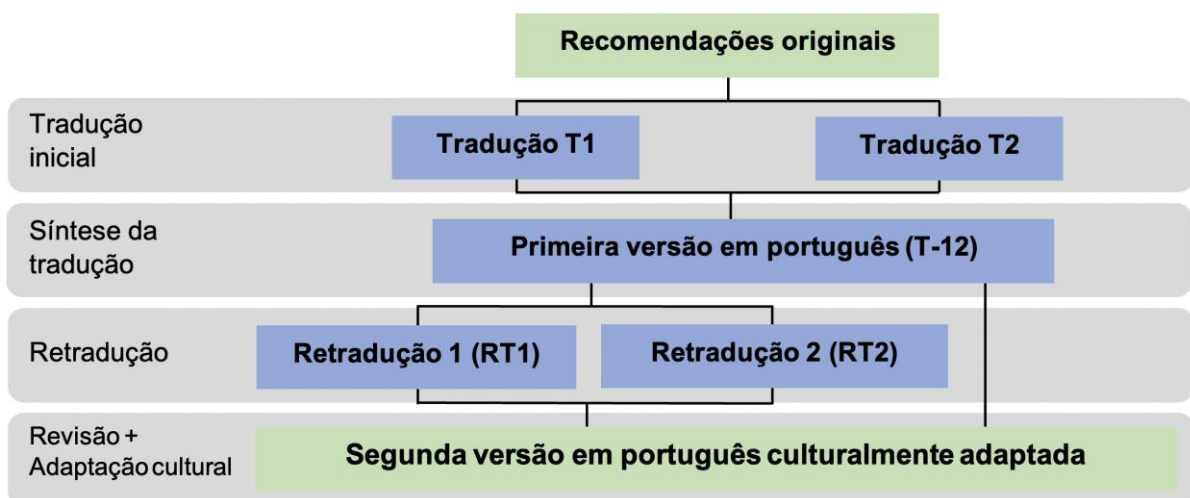 Recomendações originais
Tradução
inicial
Tradução T1
Tradução T2
Síntese da
tradução
Primeira versão em português (T-12)
Retradução
Retradução 1 (RT1)
Retradução 2 (RT2)
Revisão +
Adaptação cultural
Segunda versão em português culturalmente adaptada